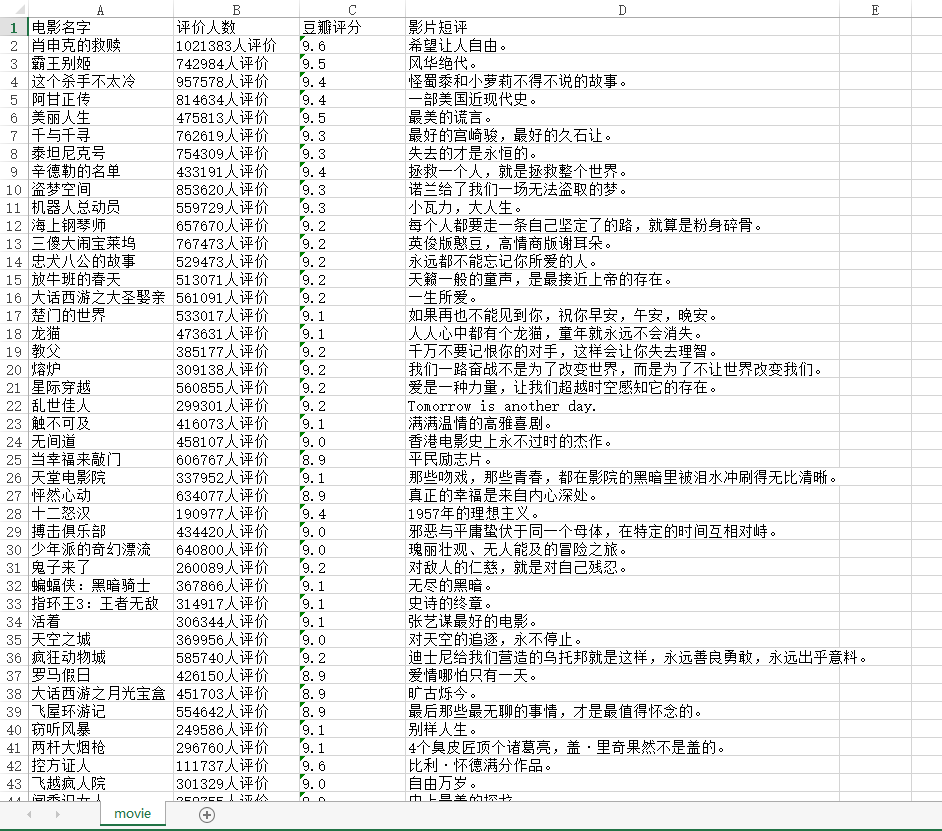 A B C D E
1 电影名字 评价人数 豆瓣评分 影片短评
2 肖申克的救赎 1021383人评价 9.6 希望让人自由。
3 霸王别姬 742984人评价 9.5 风华绝代。
4 这个杀手不太冷 957578人评价 9.4 怪蜀黍和小萝莉不得不说的故事。
5 阿甘正传 814634人评价 9.4 一部美国近现代史。
6 美丽人生 475813人评价 9.5 最美的谎言。
7 千与千寻 762619人评价 9.3 最好的宫崎骏，最好的久石让。
8 泰坦尼克号 754309人评价 9.3 失去的才是永恒的。
9 辛德勒的名单 433191人评价 9.4 拯救一个人，就是拯救整个世界。
10 盗梦空间 853620人评价 9.3 诺兰给了我们一场无法盗取的梦。
11 机器人总动员 559729人评价 9.3 小瓦力，大人生。
12 海上钢琴师 657670人评价 9.2 每个人都要走一条自己坚定了的路，就算是粉身碎骨。
13 三傻大闹宝莱坞 767473人评价 9.2 英俊版憨豆，高情商版谢耳朵。
14 忠犬八公的故事 529473人评价 9.2 永远都不能忘记你所爱的人。
15 放牛班的春天 513071人评价 9.2 天籁一般的童声，是最接近上帝的存在。
16 大话西游之大圣娶亲 561091人评价 9.2 一生所爱。
17 楚门的世界 533017人评价 9.1 如果再也不能见到你，祝你早安，午安，晚安。
18 龙猫 473631人评价 9.1 人人心中都有个龙猫，童年就永远不会消失。
19 教父 385177人评价 9.2 千万不要记恨你的对手，这样会让你失去理智。
20 熔炉 309138人评价 9.2 我们一路奋战不是为了改变世界，而是为了不让世界改变我们。
21 星际穿越 560855人评价 9.2 爱是一种力量，让我们超越时空感知它的存在。
22 乱世佳人 299301人评价 9.2 Tomorrow is another day.
23 触不可及 416073人评价 9.1 满满温情的高雅喜剧。
24 无间道 458107人评价 9.0 香港电影史上永不过时的杰作。
25 当幸福来敲门 606767人评价 8.9 平民励志片。
26 天堂电影院 337952人评价 9.1 那些吻戏，那些青春，都在影院的黑暗里被泪水冲刷得无比清晰。
27 怦然心动 634077人评价 8.9 真正的幸福是来自内心深处。
28 十二怒汉 190977人评价 9.4 1957年的理想主义。
29 搏击俱乐部 434420人评价 9.0 邪恶与平庸蛰伏于同一个母体，在特定的时间互相对峙。
30 少年派的奇幻漂流 640800人评价 9.0 瑰丽壮观、无人能及的冒险之旅。
31 鬼子来了 260089人评价 9.2 对敌人的仁慈，就是对自己残忍。
32 蝙蝠侠：黑暗骑士 367866人评价 9.1 无尽的黑暗。
33 指环王3：王者无敌 314917人评价 9.1 史诗的终章。
34 活着 306344人评价 9.1 张艺谋最好的电影。
35 天空之城 369956人评价 9.0 对天空的追逐，永不停止。
36 疯狂动物城 585740人评价 9.2 迪士尼给我们营造的乌托邦就是这样，永远善良勇敢，永远出乎意料。
37 罗马假日 426150人评价 8.9 爱情哪怕只有一天。
38 大话西游之月光宝盒 451703人评价 8.9 旷古烁今。
39 飞屋环游记 554642人评价 8.9 最后那些最无聊的事情，才是最值得怀念的。
40 窃听风暴 249586人评价 9.1 别样人生。
41 两杆大烟枪 296760人评价 9.1 4个臭皮匠顶个诸葛亮，盖·里奇果然不是盖的。
42 控方证人 111737人评价 9.6 比利·怀德满分作品。
43 飞越疯人院 301329人评价 9.0 自由万岁。
movie